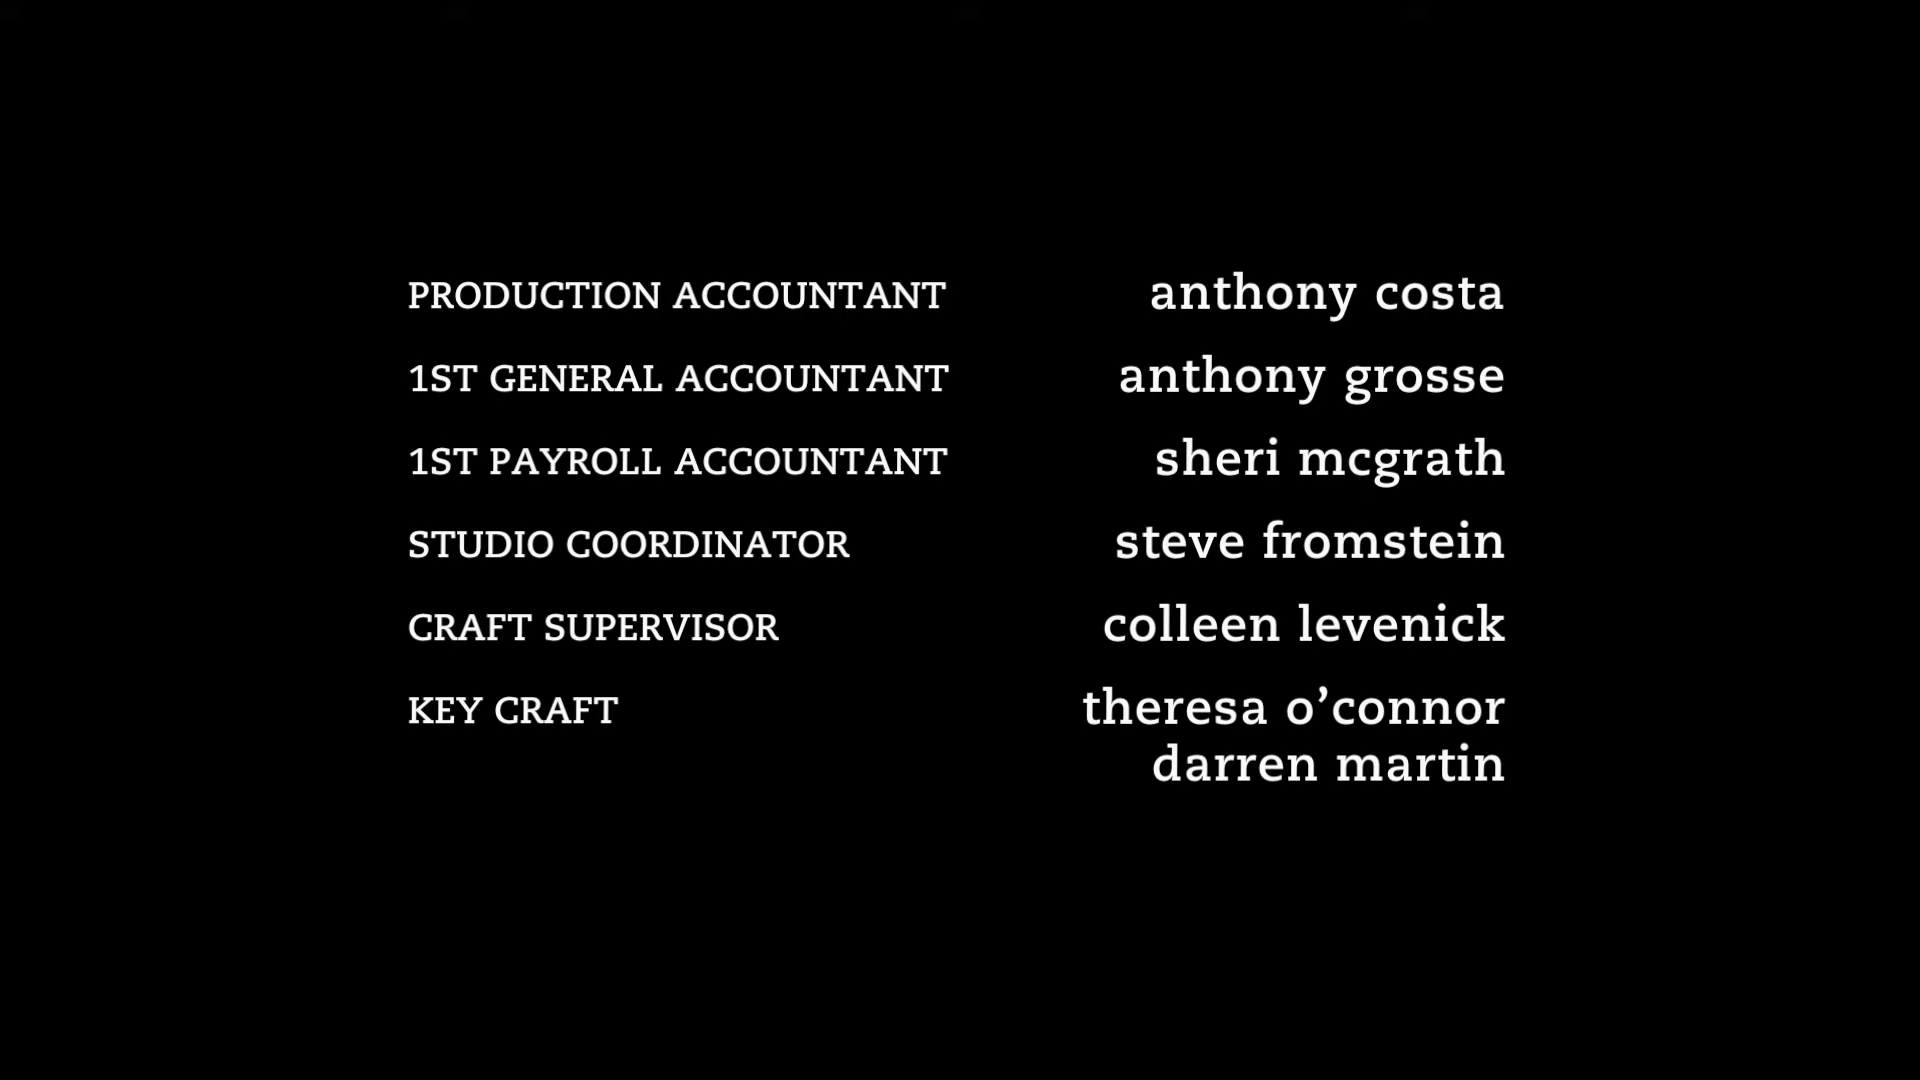 PRODUCTION ACCOUNTANT anthony costa
1ST GENERAL ACCOUNTANT anthony grosse
1ST PAYROLL ACCOUNTANT sheri mcgrath
STUDIO COORDINATOR steve fromstein
CRAFT SUPERVISOR colleen levenick
KEY CRAFT theresa o’connor
darren martin